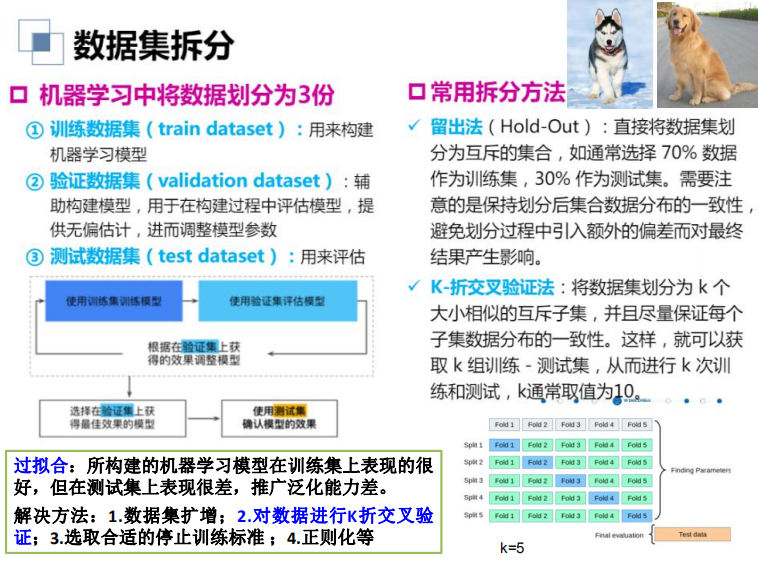 数据集拆分
机器学习中将数据划分为3份
① 训练数据集（train dataset）：用来构建
机器学习模型
② 验证数据集（validation dataset）：辅
助构建模型，用于在构建过程中评估模型，提
供无偏估计，进而调整模型参数
③ 测试数据集（test dataset）：用来评估
使用训练集训练模型
使用验证集评估模型
根据在验证集上获
得的效果调整模型
选择在验证集上获
得最佳效果的模型
使用测试集
确认模型的效果
过拟合：所构建的机器学习模型在训练集上表现的很
好，但在测试集上表现很差，推广泛化能力差。
解决方法：1.数据集扩增；2.对数据进行K折交叉验
证；3.选取合适的停止训练标准；4.正则化等
常用拆分方法
✓ 留出法（Hold-Out）：直接将数据集划
分为互斥的集合，如通常选择 70% 数据
作为训练集，30% 作为测试集。需要注
意的是保持划分后集合数据分布的一致性，
避免划分过程中引入额外的偏差而对最终
结果产生影响。
✓ K-折交叉验证法：将数据集划分为 k 个
大小相似的互斥子集，并且尽量保证每个
子集数据分布的一致性。这样，就可以获
取 k 组训练 - 测试集，从而进行 k 次训
练和测试，k通常取值为10。
Fold 1 Fold 2 Fold 3 Fold 4 Fold 5
Split 1 Fold 1 Fold 2 Fold 3 Fold 4 Fold 5
Split 2 Fold 1 Fold 2 Fold 3 Fold 4 Fold 5
Split 3 Fold 1 Fold 2 Fold 3 Fold 4 Fold 5
Split 4 Fold 1 Fold 2 Fold 3 Fold 4 Fold 5
Split 5 Fold 1 Fold 2 Fold 3 Fold 4 Fold 5
Finding Parameters
Final evaluation
Test data
k=5